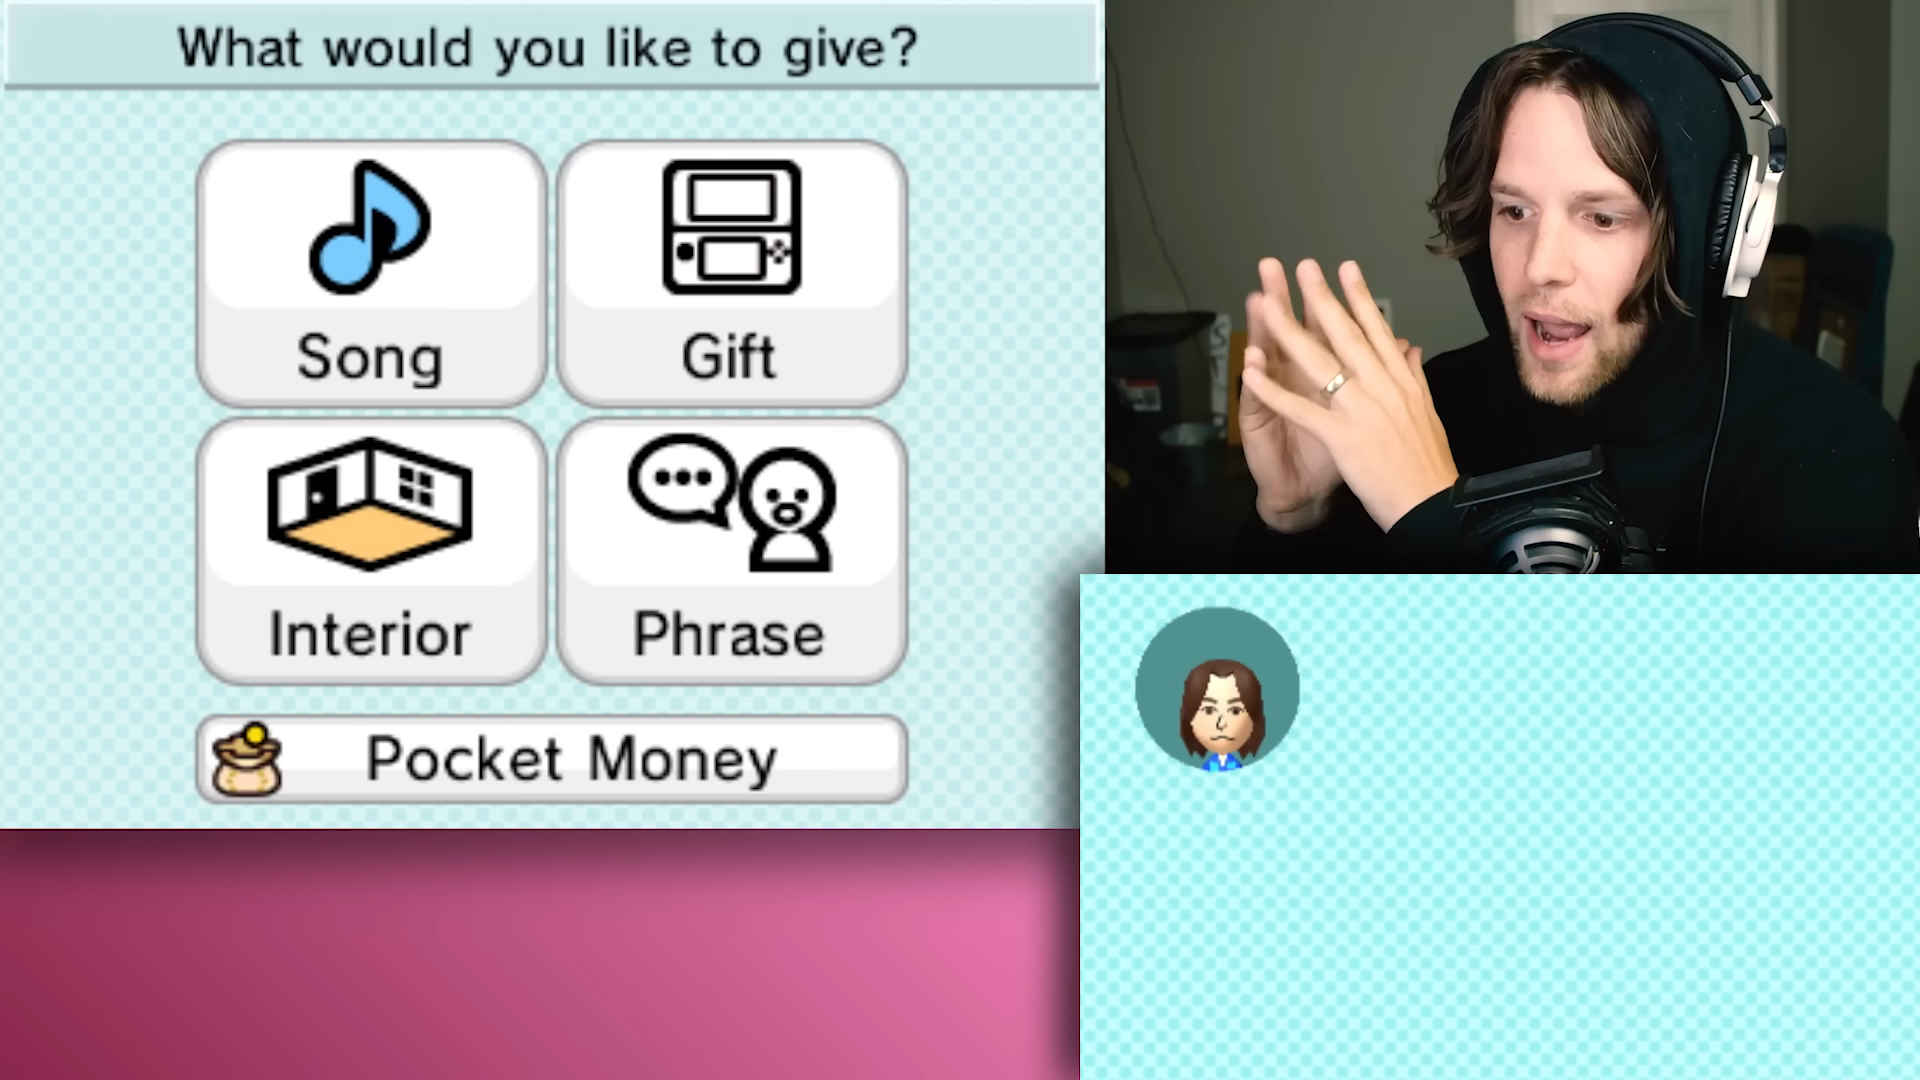 What would you like to give?
Song
Gift
Interior
Phrase
Pocket Money